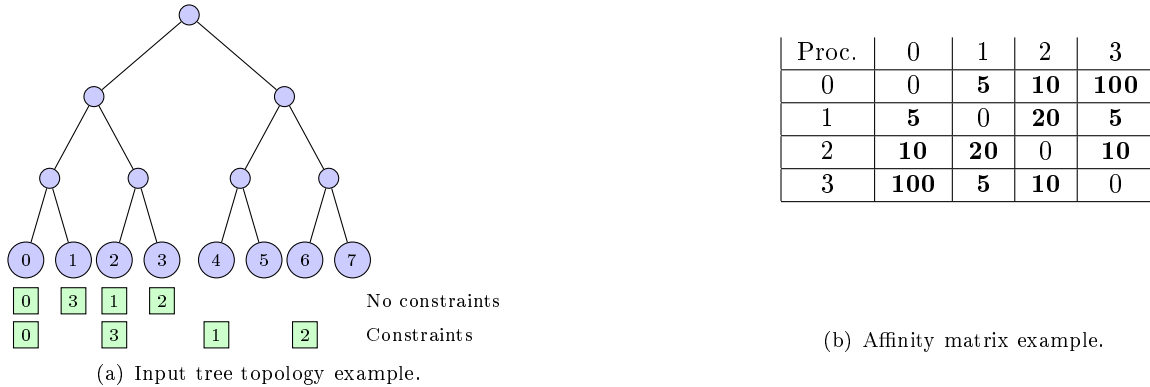 0 1 2 3 4 5 6 7
0 3 1 2 No constraints
0 3 1 2 Constraints
(a) Input tree topology example.
Proc. 0 1 2 3
0 0 5 10 100
1 5 0 20 5
2 10 20 0 10
3 100 5 10 0
(b) Affinity matrix example.